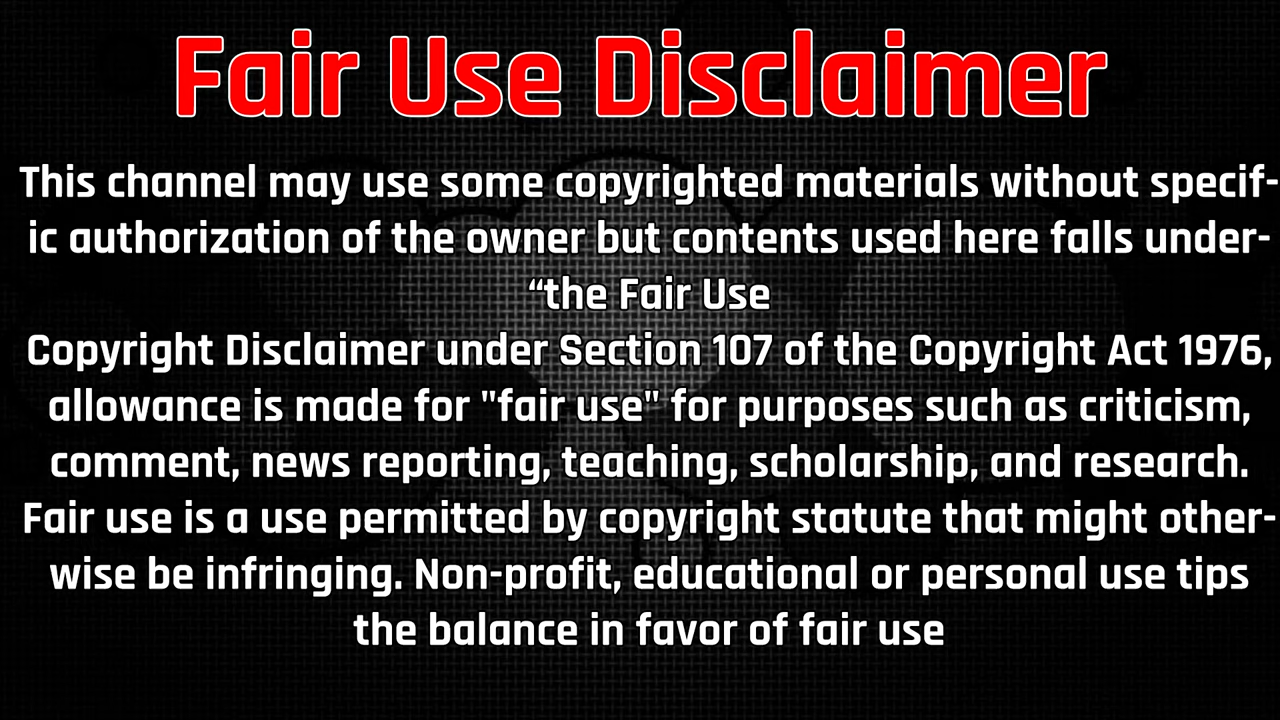 Fair Use Disclaimer
This channel may use some copyrighted materials without specif-
ic authorization of the owner but contents used here falls under-
“the Fair Use
Copyright Disclaimer under Section 107 of the Copyright Act 1976,
allowance is made for "fair use" for purposes such as criticism,
comment, news reporting, teaching, scholarship, and research.
Fair use is a use permitted by copyright statute that might other-
wise be infringing. Non-profit, educational or personal use tips
the balance in favor of fair use